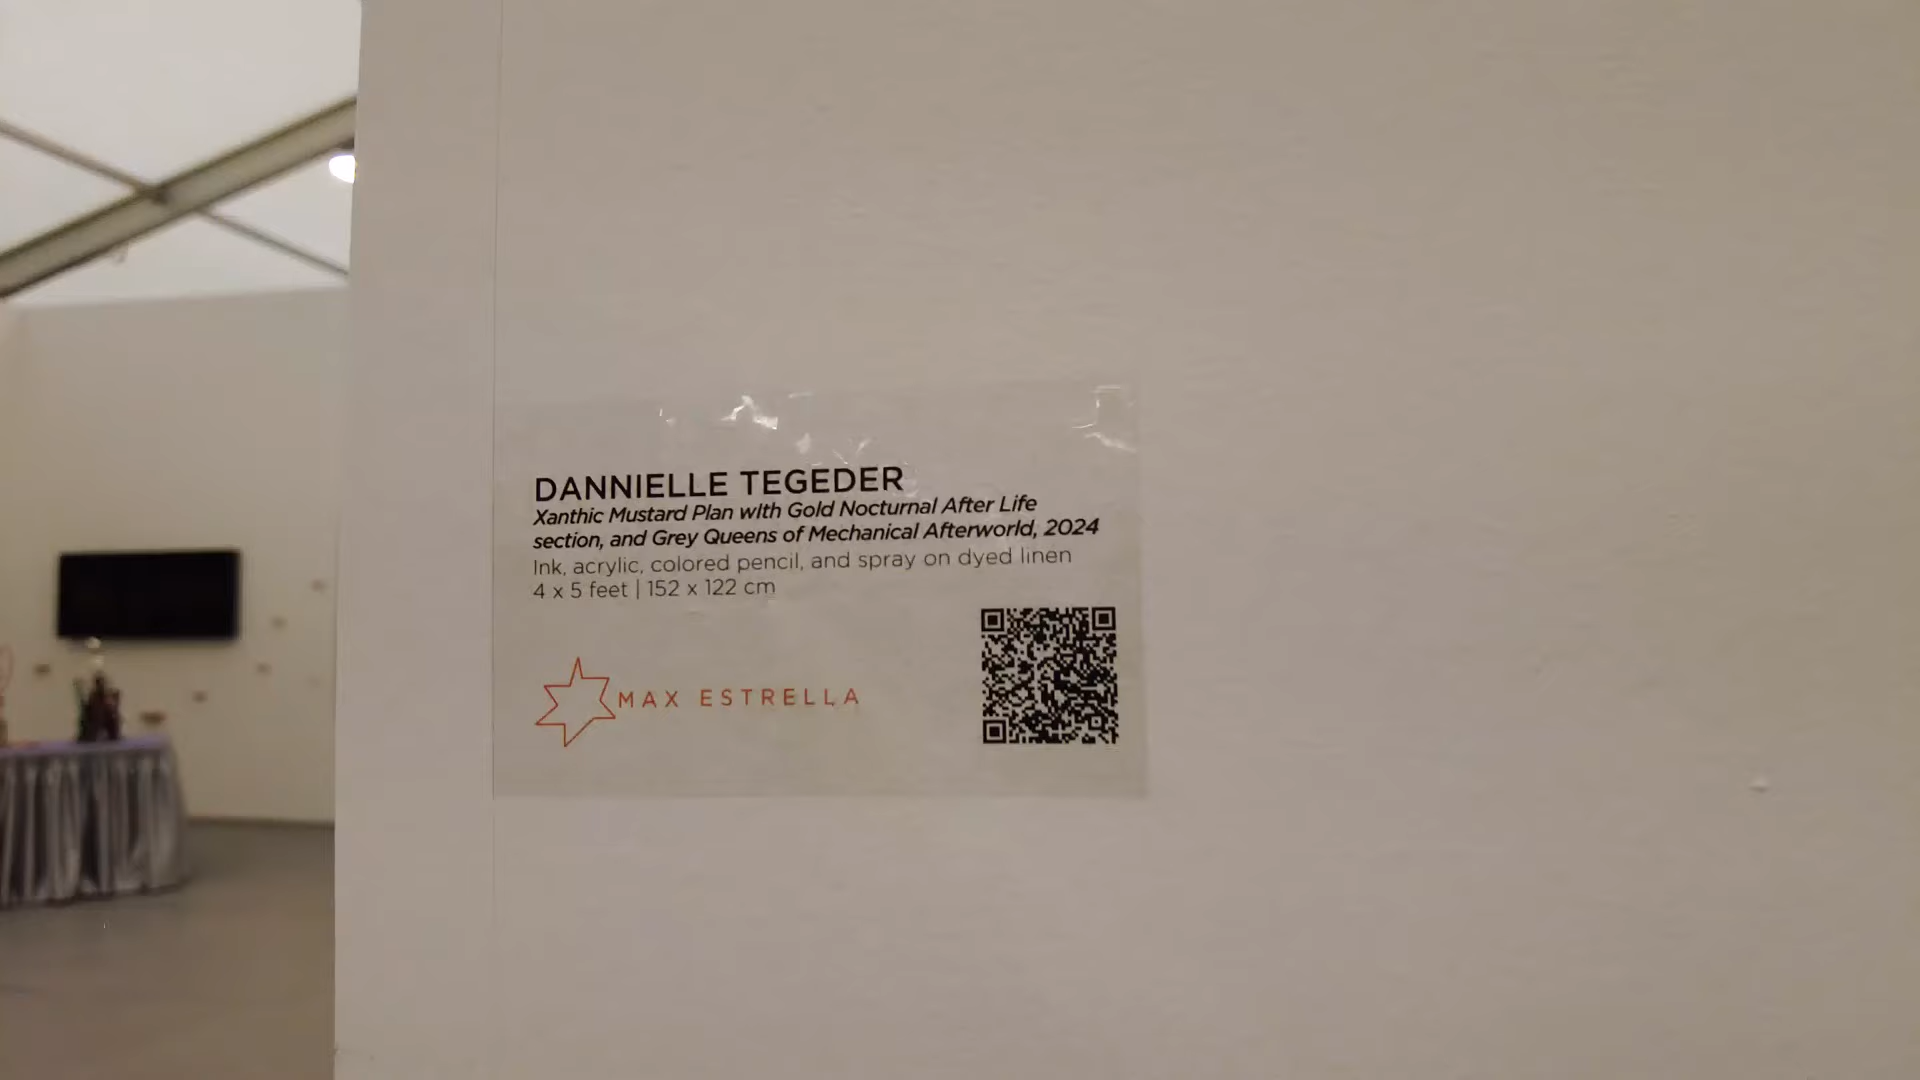 DANNIELLE TEGEDER
Xanthic Mustard Plan with Gold Nocturnal After Life
section, and Grey Queens of Mechanical Afterworld, 2024
Ink, acrylic, colored pencil, and spray on dyed linen
4 x 5 feet | 152 x 122 cm
MAX ESTRELLA